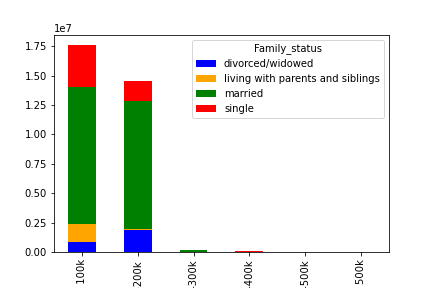 1e7
Family_status
divorced/widowed
living with parents and siblings
married
single
1.75
1.50
1.25
1.00
0.75
0.50
0.25
0.00
100k
200k
-300k
-400k
-500k
500k